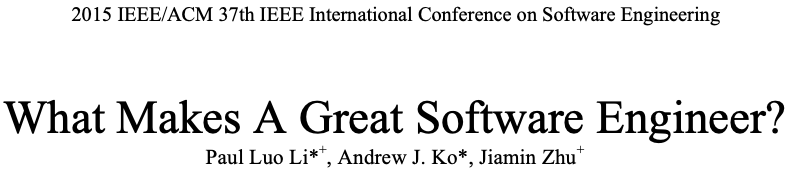 2015 IEEE/ACM 37th IEEE International Conference on Software Engineering
What Makes A Great Software Engineer?
Paul Luo Li*+, Andrew J. Ko*, Jiamin Zhu+